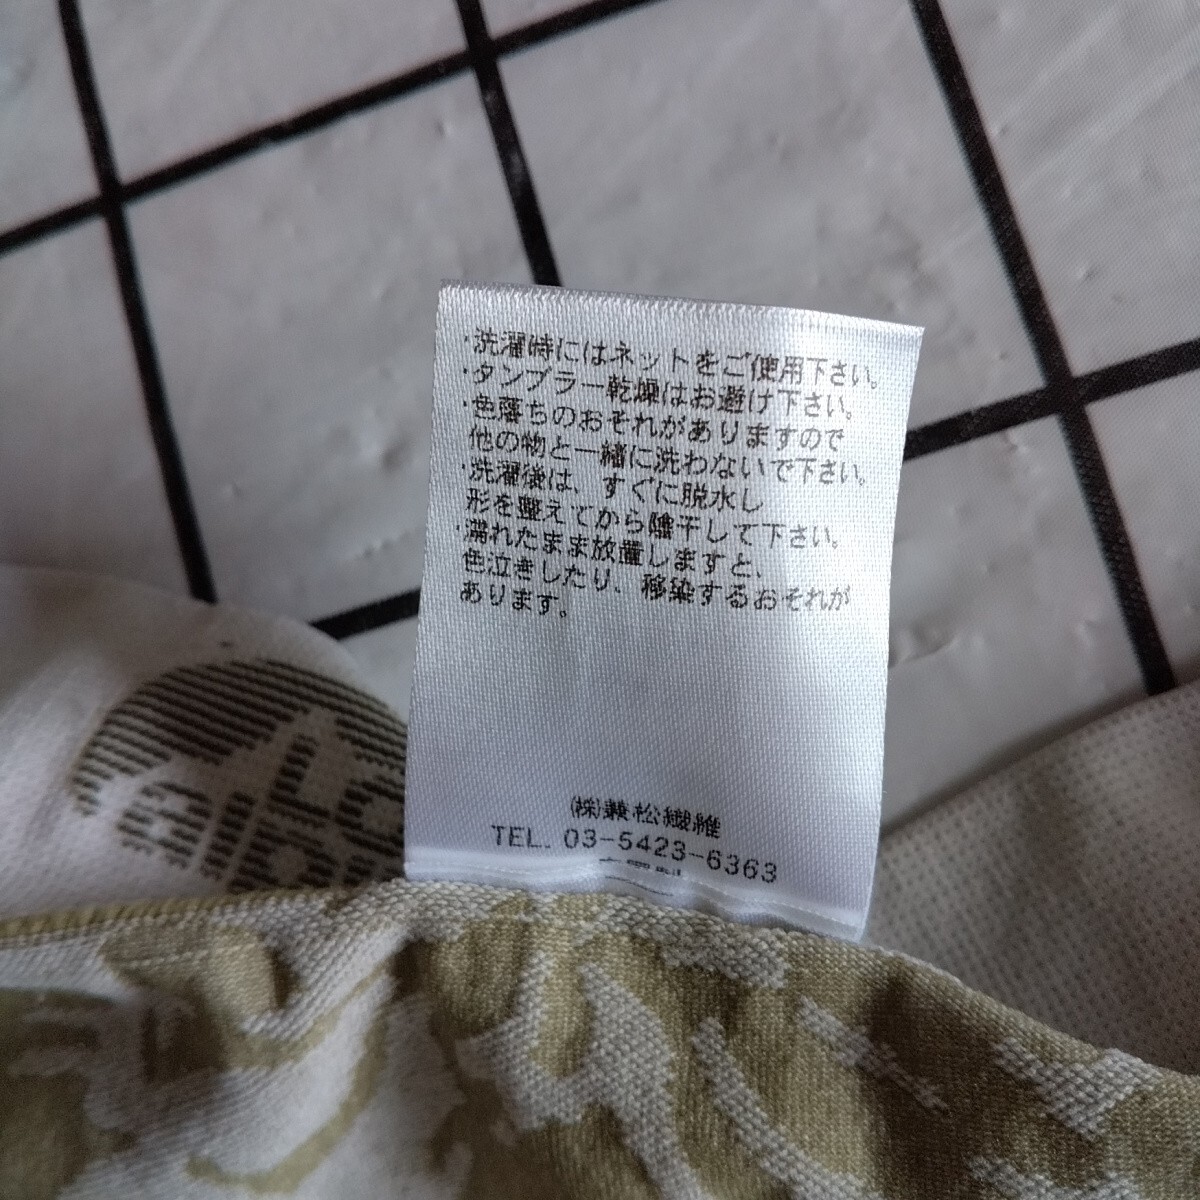 ・洗濯時にはネットをご使用下さい。
・タンブラー乾燥はお避け下さい。
・色落ちのおそれがありますので
他の物と一緒に洗わないで下さい。
・洗濯後は、すぐに脱水し
形を整えてから陰干しして下さい。
・濡れたまま放置しますと、
色泣きしたり、移染するおそれが
あります。
(株)兼松繊維
TEL. 03-5423-6363